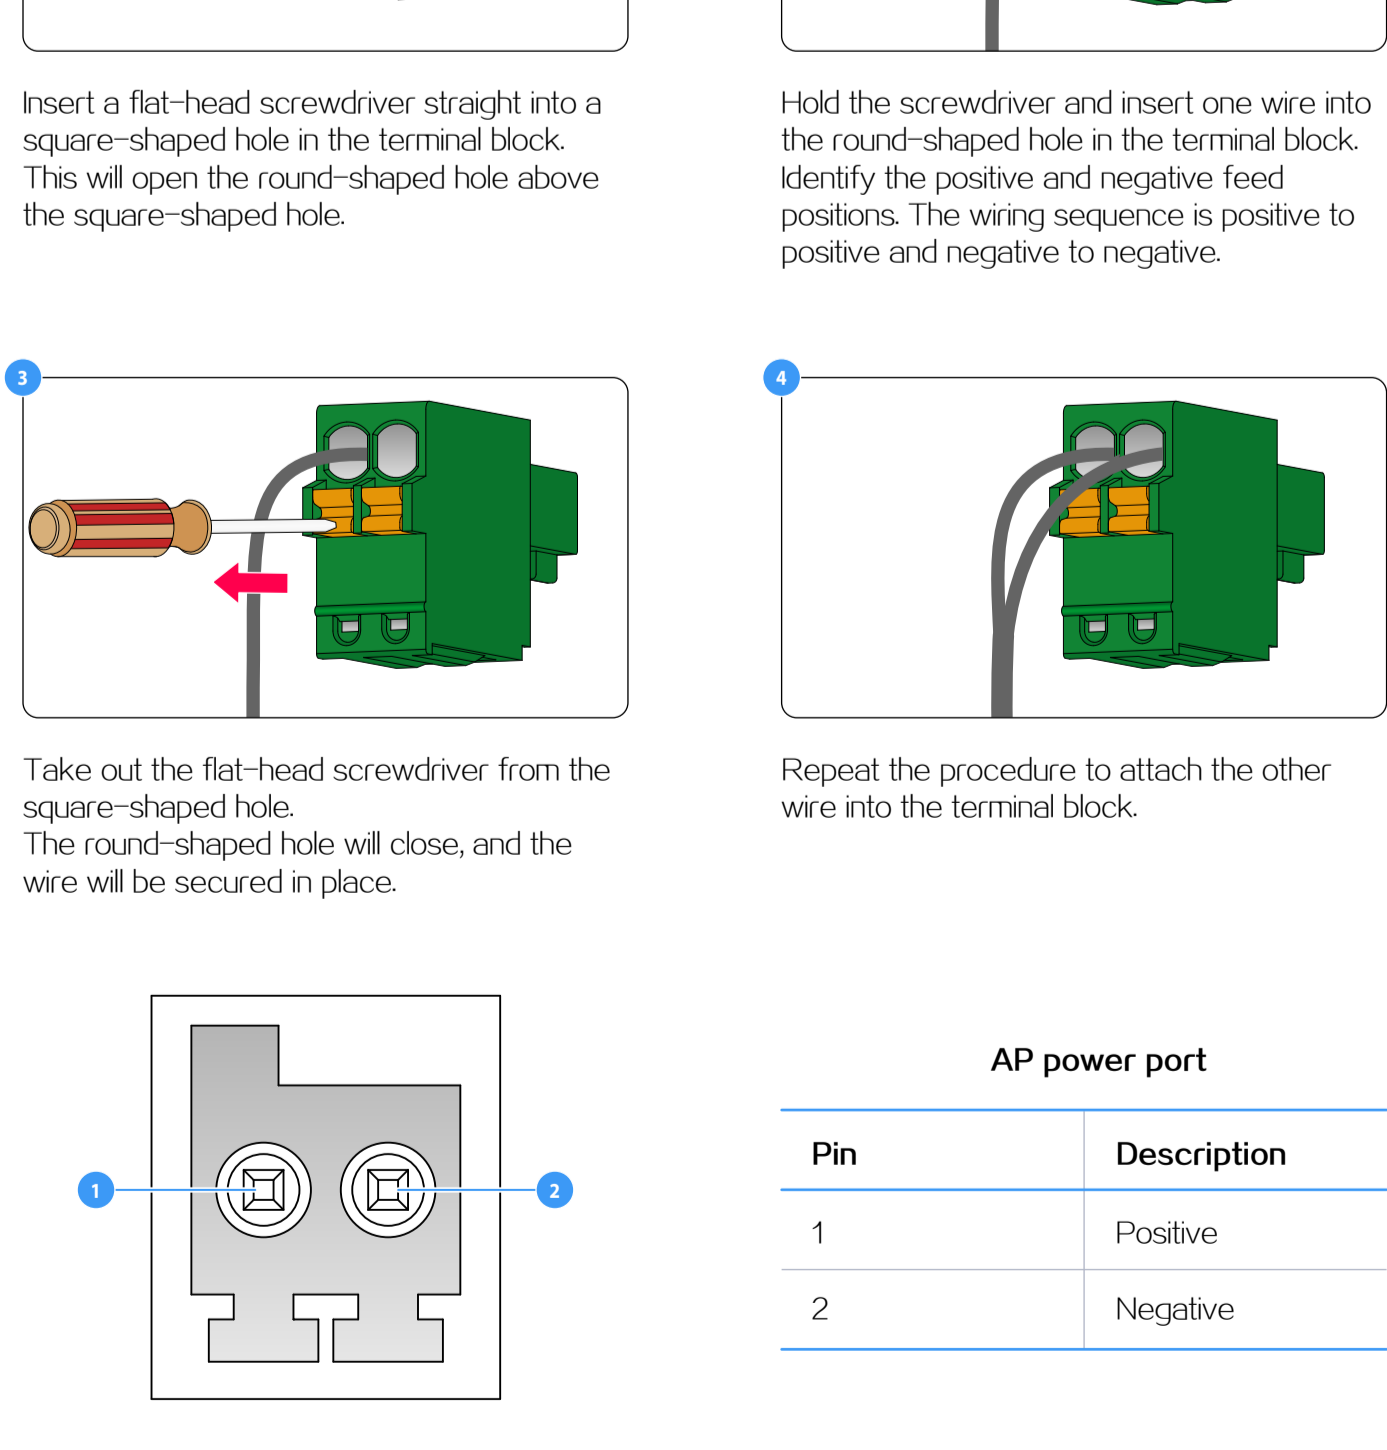 Insert a flat-head screwdriver straight into a
square-shaped hole in the terminal block.
This will open the round-shaped hole above
the square-shaped hole.
Hold the screwdriver and insert one wire into
the round-shaped hole in the terminal block.
Identify the positive and negative feed
positions. The wiring sequence is positive to
positive and negative to negative.
3
Take out the flat-head screwdriver from the
square-shaped hole.
The round-shaped hole will close, and the
wire will be secured in place.
4
Repeat the procedure to attach the other
wire into the terminal block.
1
2
AP power port
Pin Description
1 Positive
2 Negative